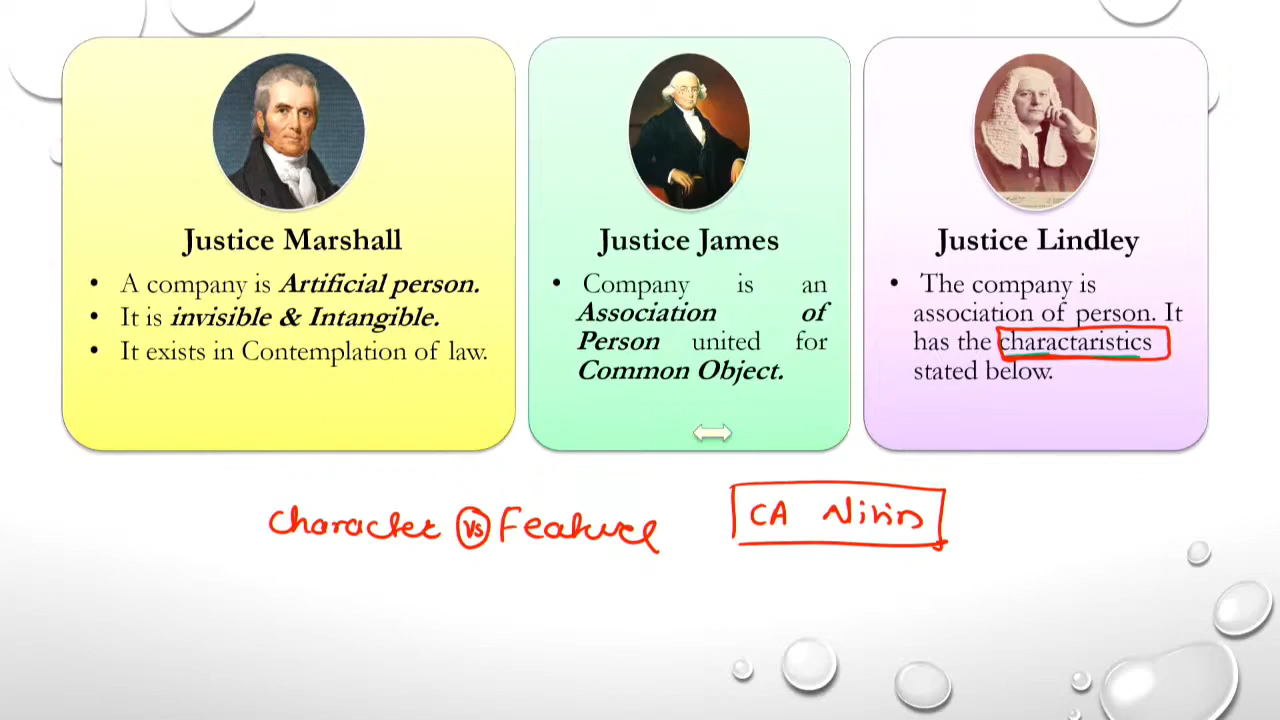 Justice Marshall
• A company is Artificial person.
• It is invisible & Intangible.
• It exists in Contemplation of law.
Justice James
• Company is an
Association of
Person united for
Common Object.
Justice Lindley
• The company is
association of person. It
has the charactaristics
stated below.
Character vs Feature
CA Nitin